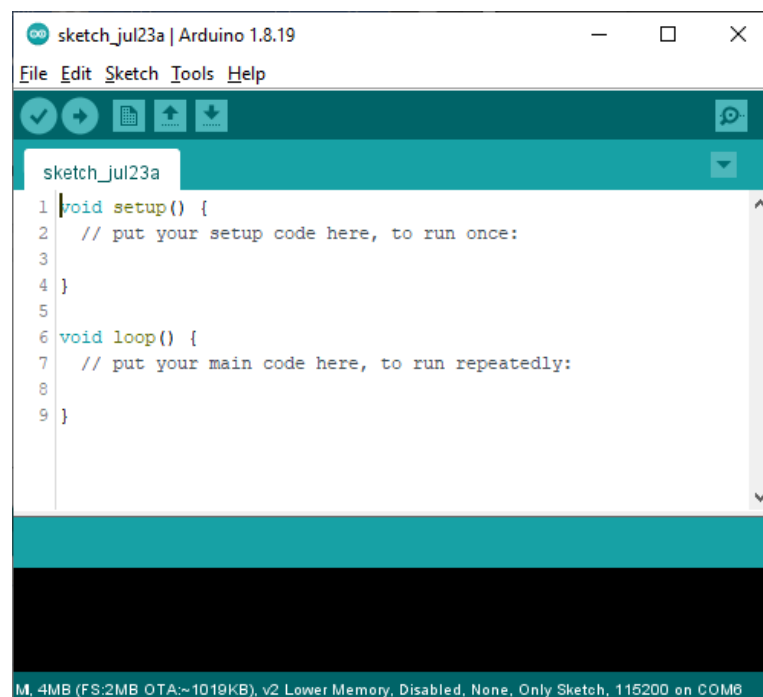 sketch_jul23a | Arduino 1.8.19
File Edit Sketch Tools Help
sketch_jul23a
1 void setup() {
2   // put your setup code here, to run once:
3
4 }
5
6 void loop() {
7   // put your main code here, to run repeatedly:
8
9 }
M, 4MB (FS:2MB OTA:~1019KB), v2 Lower Memory, Disabled, None, Only Sketch, 115200 on COM6